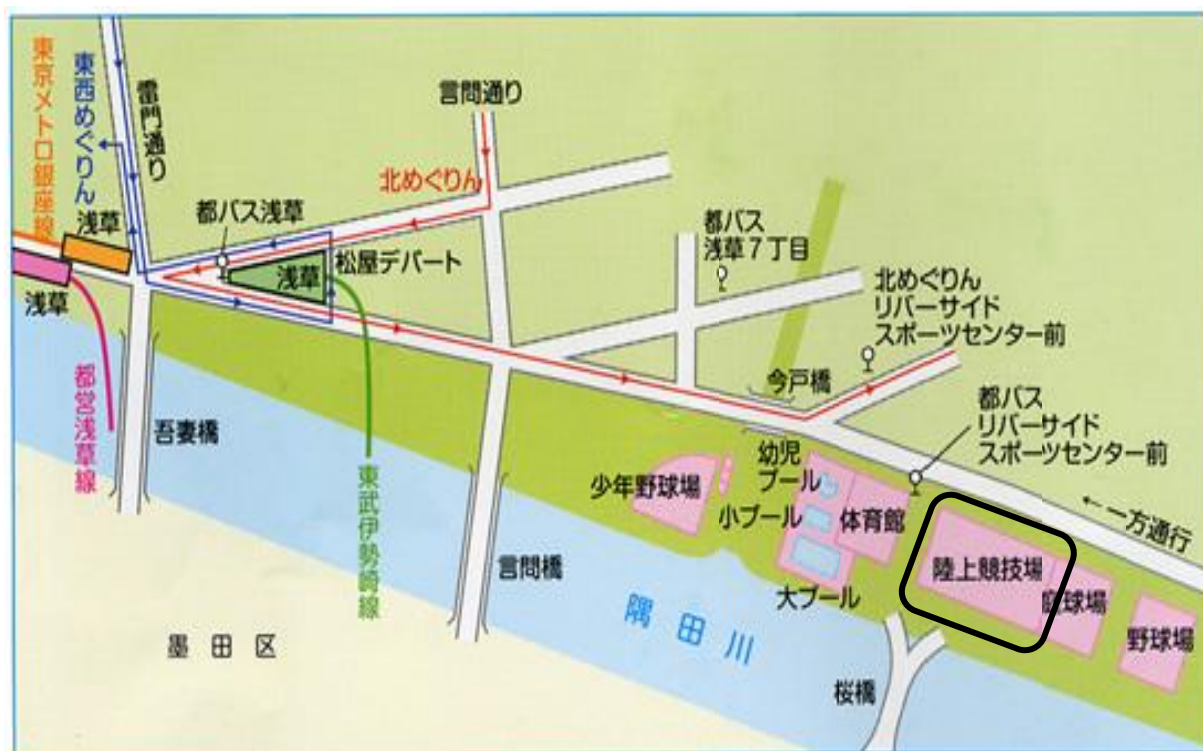 東京メトロ銀座線
東西めぐりん
雷門通り
言問通り
北めぐりん
都バス浅草
浅草
浅草
松屋デパート
浅草
都バス
浅草7丁目
北めぐりん
リバーサイド
スポーツセンター前
今戸橋
都バス
リバーサイド
スポーツセンター前
都営浅草線
吾妻橋
東武伊勢崎線
言問橋
少年野球場
幼児
プール
小プール
大プール
体育館
←一方通行
陸上競技場
庭球場
野球場
隅田川
桜橋
墨田区